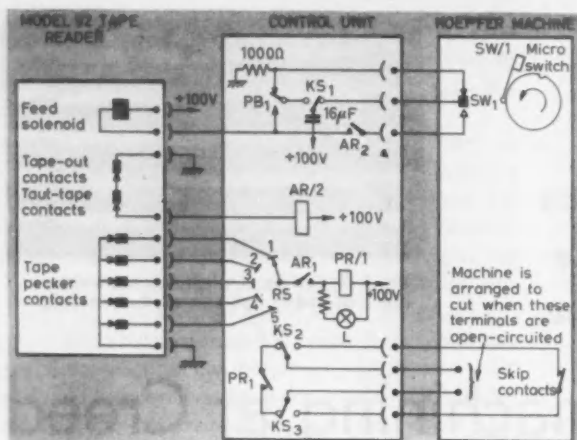 MODEL 92 TAPE
READER
CONTROL UNIT
KOEPFER MACHINE
1000Ω
SW/1 Micro
switch
+100V
PB1
KS1
SW1
Feed
solenoid
16μF
+100V
AR2
Tape-out
contacts
Taut-tape
contacts
AR/2
+100V
Tape
pecker
contacts
1
2
3
4
5
RS
AR1
PR/1
+100V
L
Machine is
arranged to
cut when these
terminals are
open-circuited
KS2
PR1
KS3
Skip
contacts